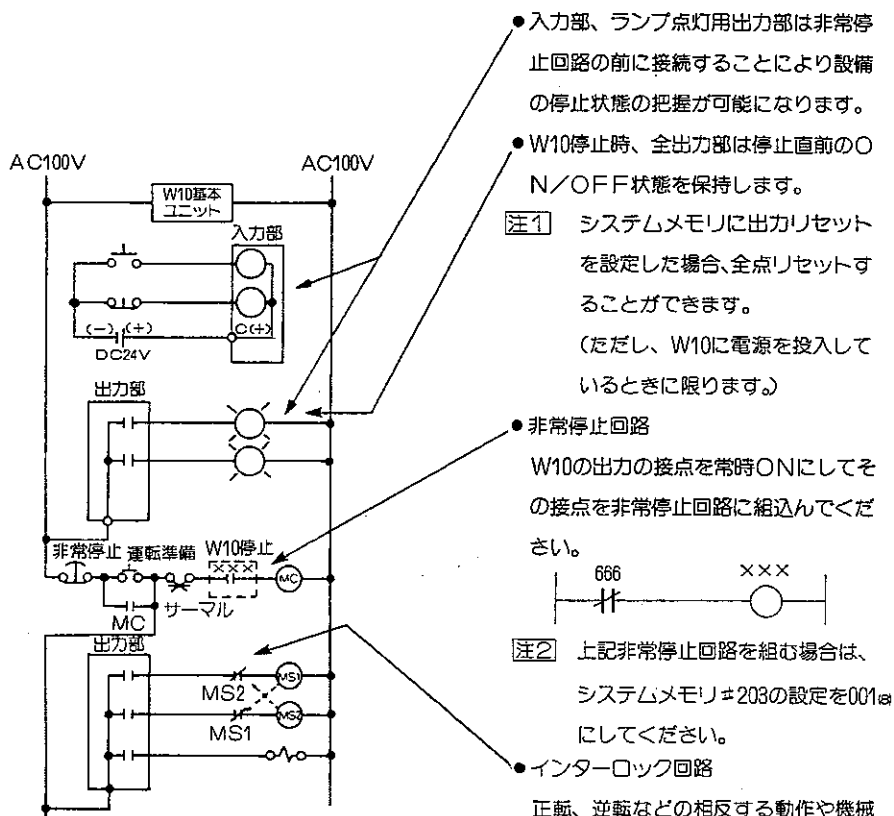 ●入力部、ランプ点灯用出力部は非常停
止回路の前に接続することにより設備
の停止状態の把握が可能になります。
●W10停止時、全出力部は停止直前のO
N/OFF状態を保持します。
注1 システムメモリに出力リセット
を設定した場合、全点リセットす
ることができます。
(ただし、W10に電源を投入して
いるときに限ります。)
●非常停止回路
W10の出力の接点を常時ONにしてそ
の接点を非常停止回路に組込んでくだ
さい。
666 ×××
注2 上記非常停止回路を組む場合は、
システムメモリ#203の設定を001
にしてください。
●インターロック回路
正転、逆転などの相反する動作や機械
AC100V AC100V
W10基本
ユニット
入力部
(−) (+) C(+)
DC24V
出力部
非常停止 運転準備 W10停止
×××
MC
サーマル
MC
出力部
MS2 MS1
MS1 MS2